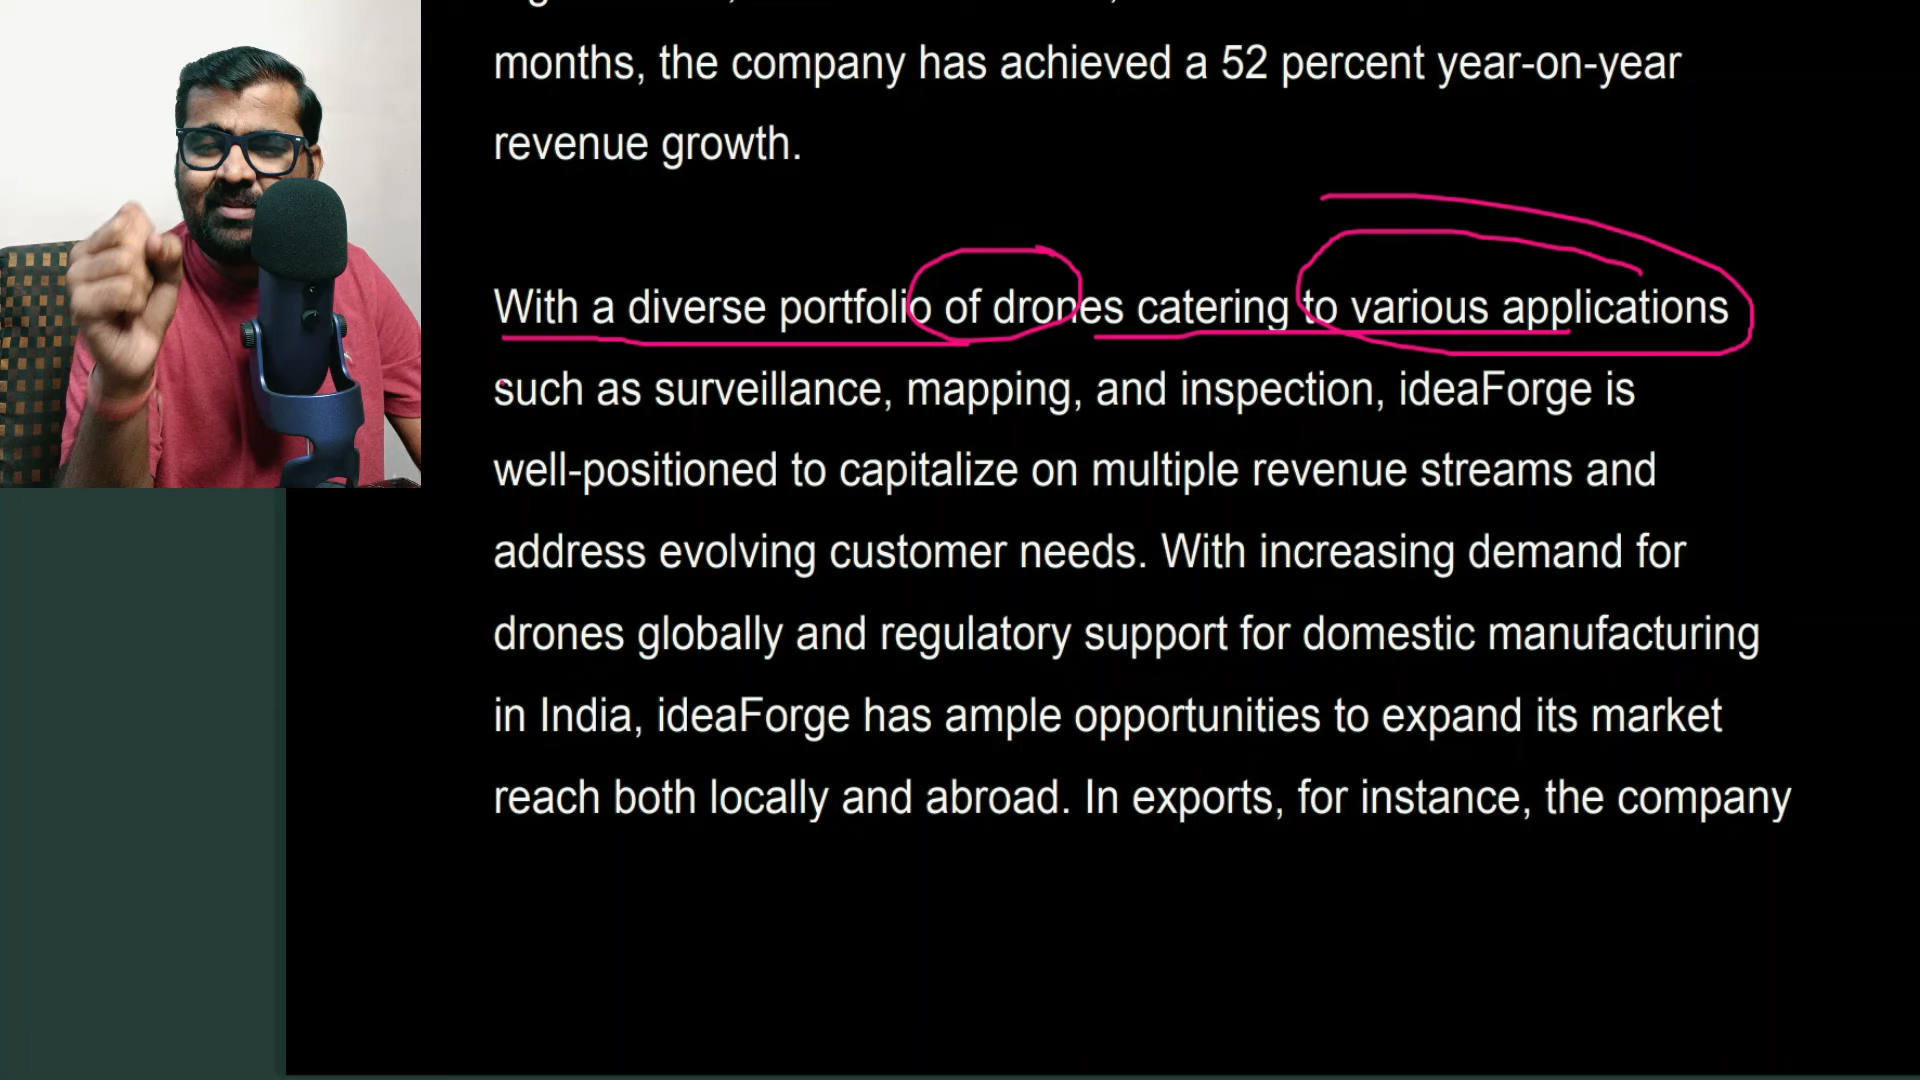 months, the company has achieved a 52 percent year-on-year
revenue growth.
With a diverse portfolio of drones catering to various applications
such as surveillance, mapping, and inspection, ideaForge is
well-positioned to capitalize on multiple revenue streams and
address evolving customer needs. With increasing demand for
drones globally and regulatory support for domestic manufacturing
in India, ideaForge has ample opportunities to expand its market
reach both locally and abroad. In exports, for instance, the company